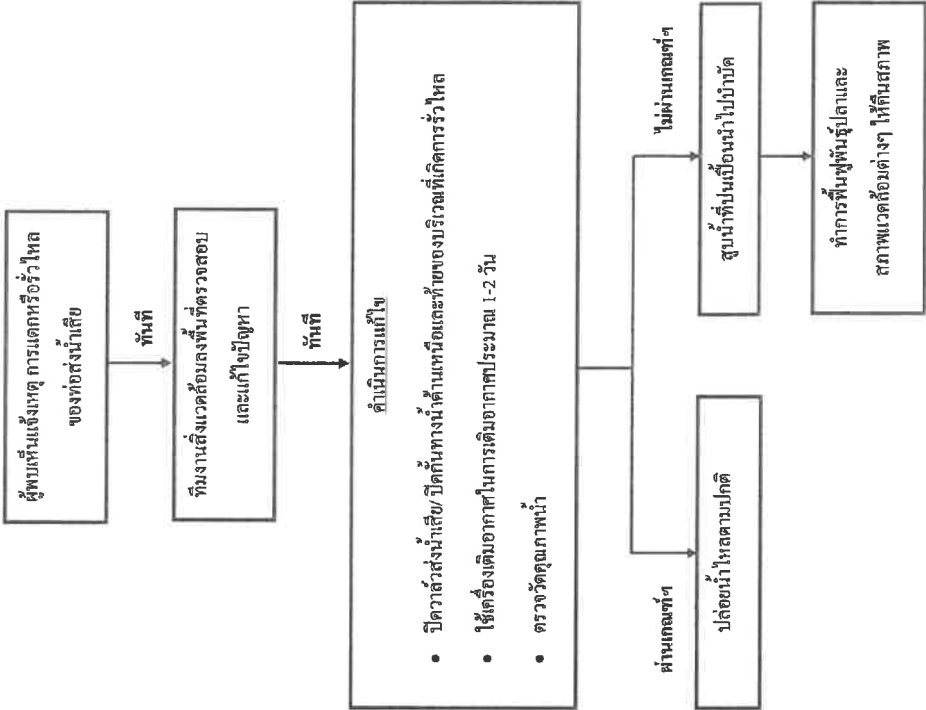 ผู้พบเห็นแจ้งเหตุ การแตกหรือรั่วไหล
ของท่อส่งน้ำเสีย
ทันที
ทีมงานสิ่งแวดล้อมลงพื้นที่ตรวจสอบ
และแก้ไขปัญหา
ทันที
ดำเนินการแก้ไข
• ปิดวาล์วส่งน้ำเสีย/ ปิดกั้นทางน้ำด้านเหนือและท้ายของบริเวณที่เกิดการรั่วไหล
• ใช้เครื่องเติมอากาศในการเติมอากาศประมาณ 1-2 วัน
• ตรวจวัดคุณภาพน้ำ
ผ่านเกณฑ์ฯ
ไม่ผ่านเกณฑ์ฯ
ปล่อยน้ำไหลตามปกติ
สูบน้ำที่ปนเปื้อนนำไปบำบัด
ทำการฟื้นฟูพันธุ์ปลาและ
สภาพแวดล้อมต่างๆ ให้คืนสภาพ